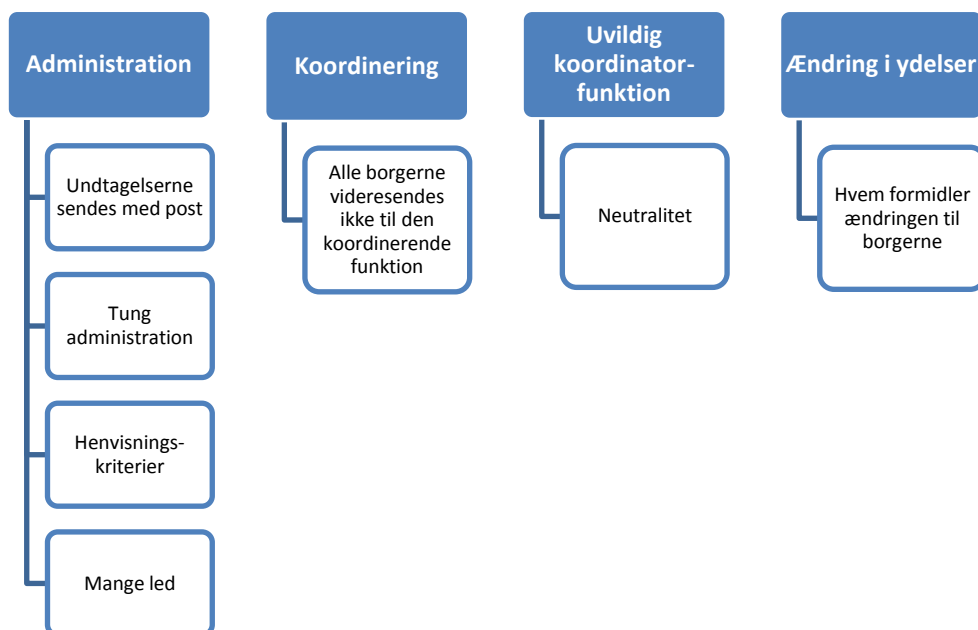 Administration
Undtagelserne
sendes med post
Tung
administration
Henvisnings-
kriterier
Mange led
Koordinering
Alle borgerne
videresendes
ikke til den
koordinerende
funktion
Uvildig
koordinator-
funktion
Neutralitet
Ændring i ydelser
Hvem formidler
ændringen til
borgerne